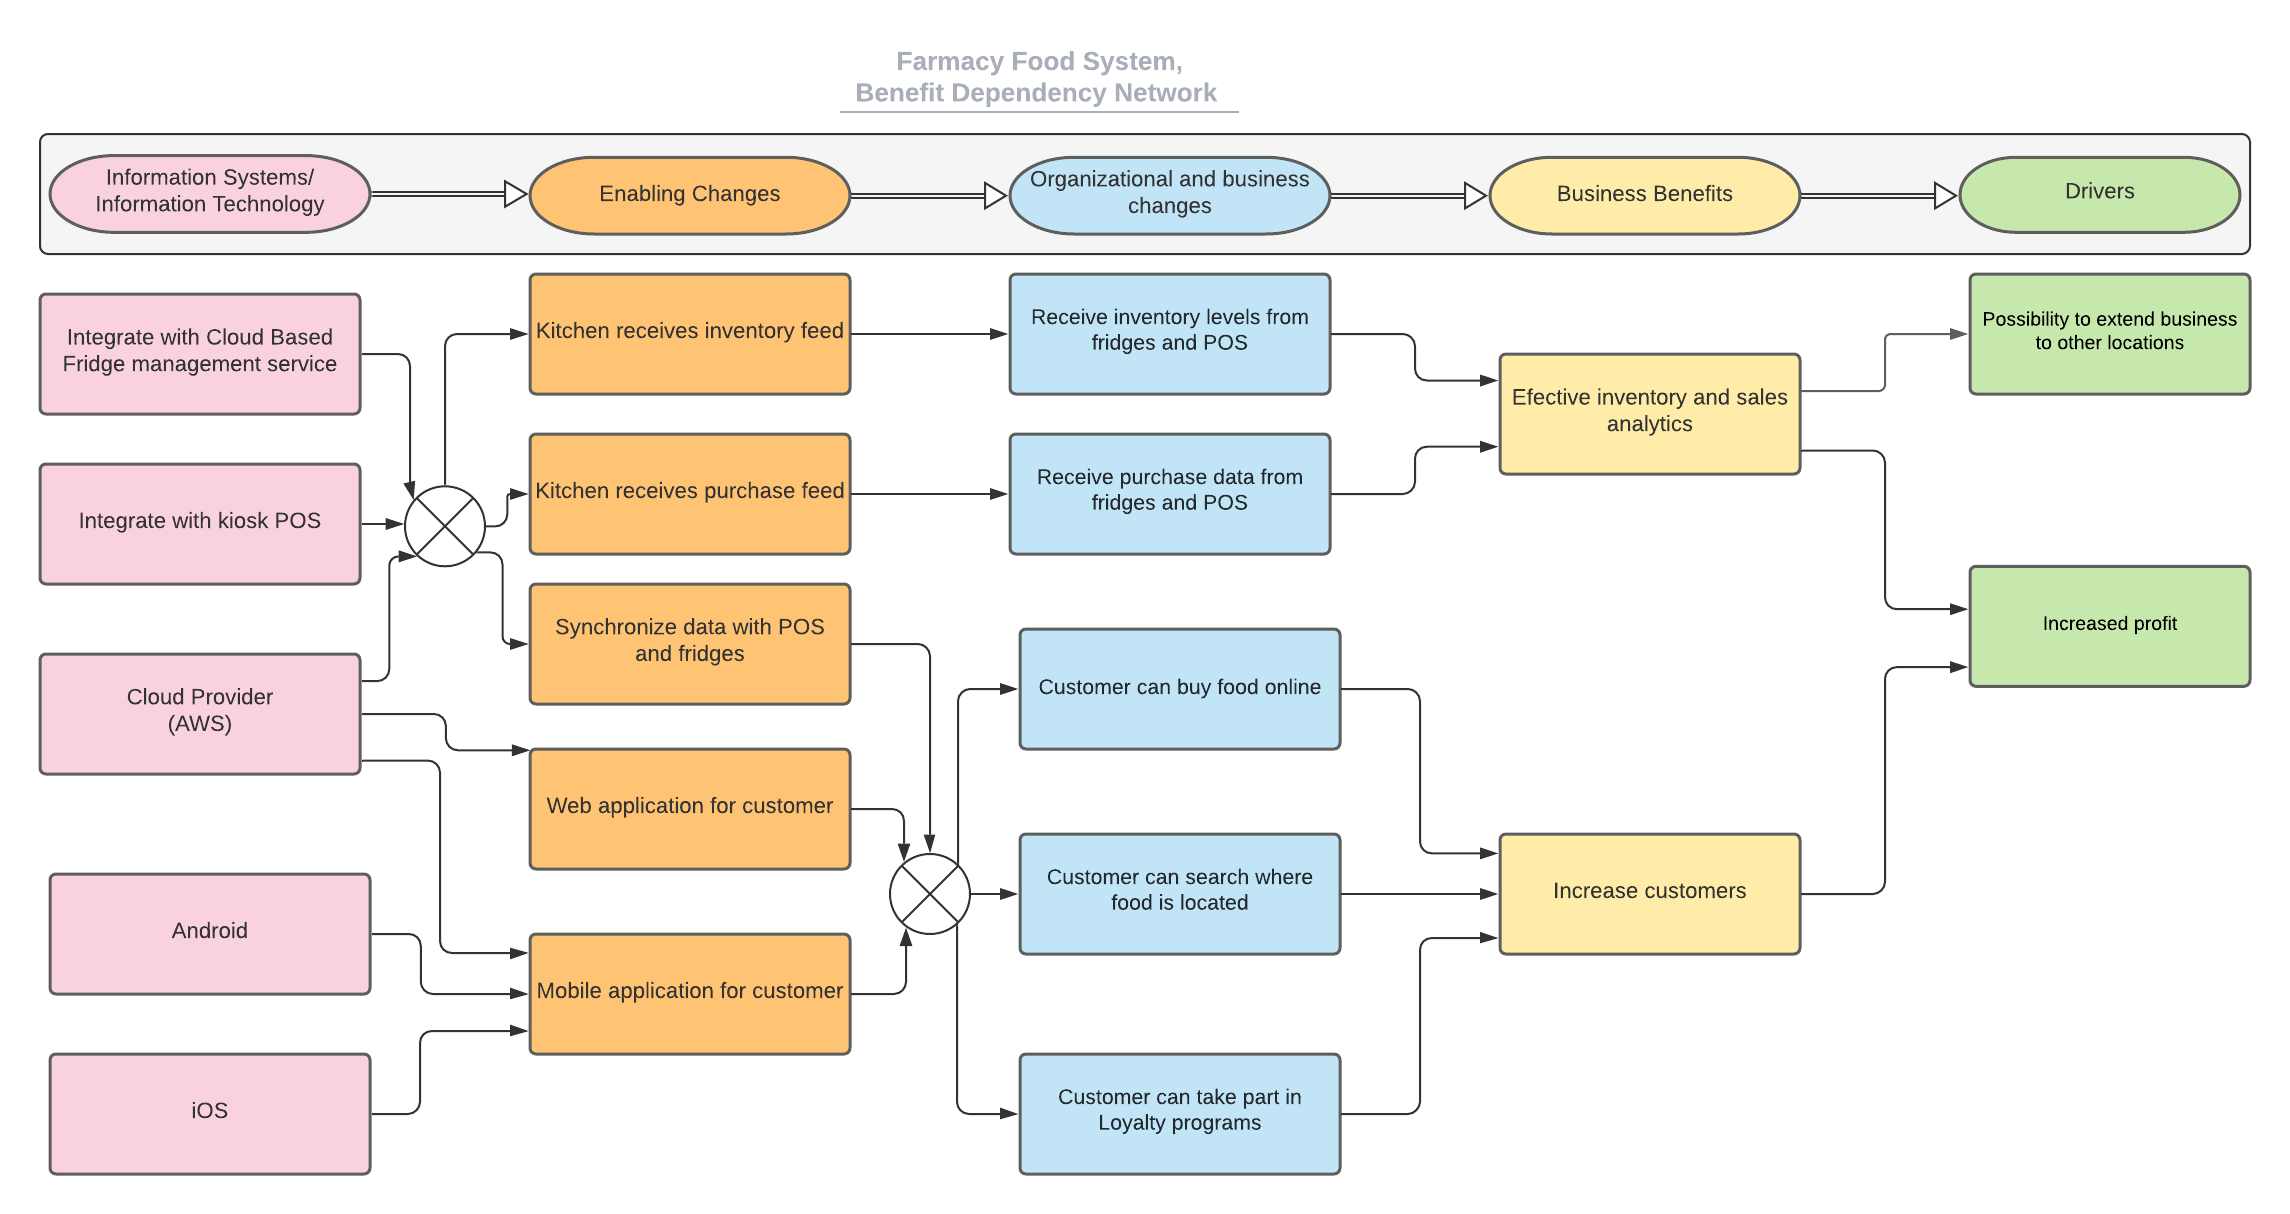 Farmacy Food System,
Benefit Dependency Network
Information Systems/
Information Technology
Enabling Changes
Organizational and business
changes
Business Benefits
Drivers
Integrate with Cloud Based
Fridge management service
Integrate with kiosk POS
Cloud Provider
(AWS)
Android
iOS
Kitchen receives inventory feed
Kitchen receives purchase feed
Synchronize data with POS
and fridges
Web application for customer
Mobile application for customer
Receive inventory levels from
fridges and POS
Receive purchase data from
fridges and POS
Customer can buy food online
Customer can search where
food is located
Customer can take part in
Loyalty programs
Efective inventory and sales
analytics
Increase customers
Possibility to extend business
to other locations
Increased profit